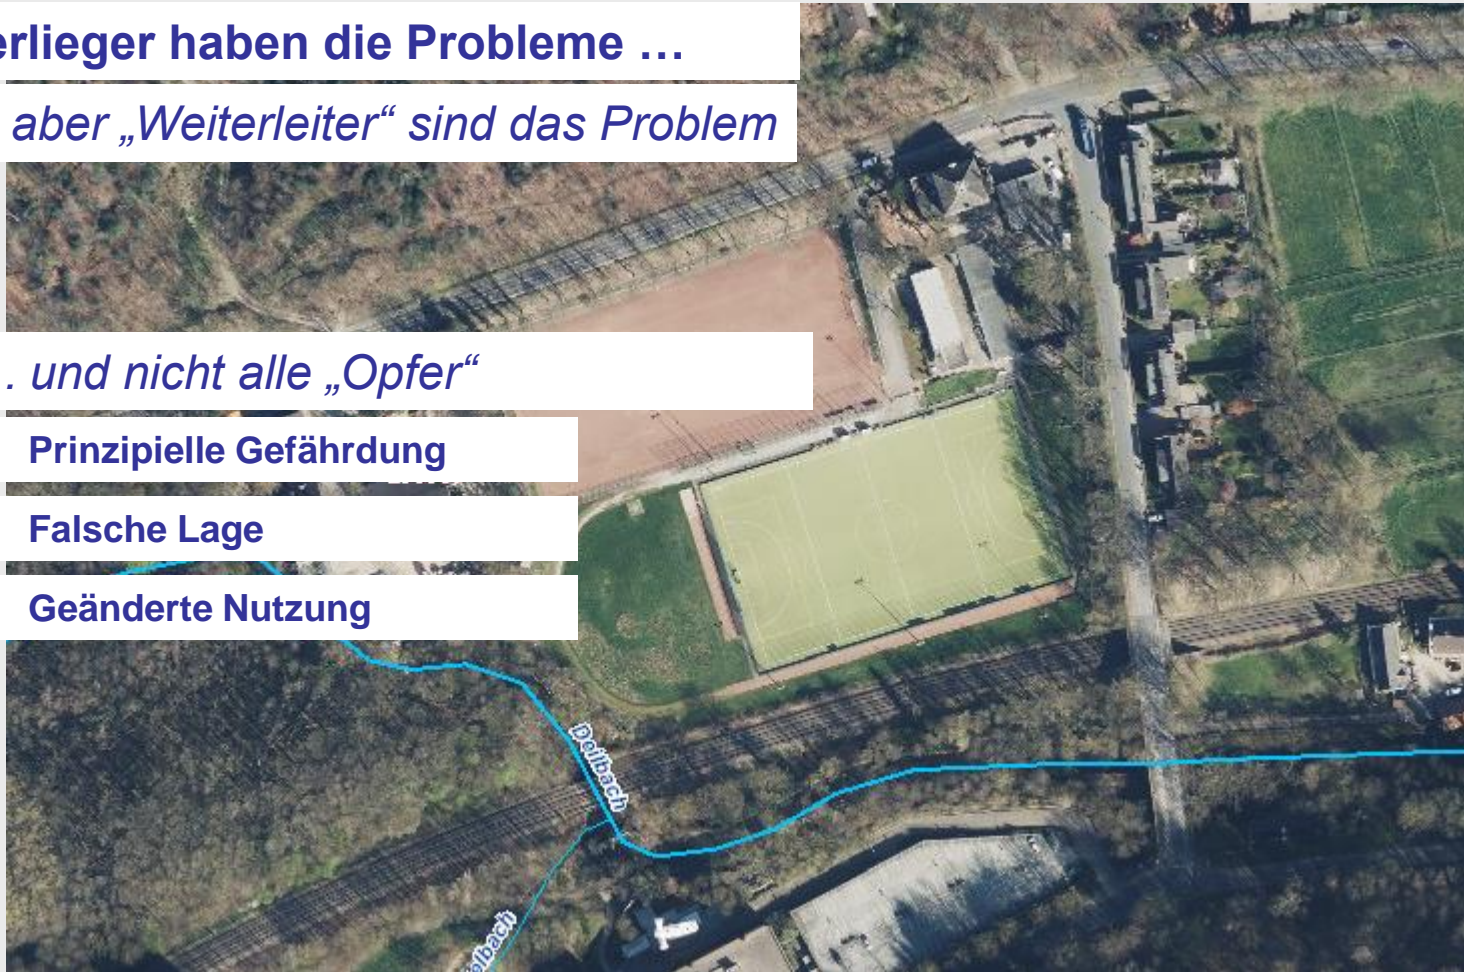 erlieger haben die Probleme …
aber „Weiterleiter“ sind das Problem
. und nicht alle „Opfer“
Prinzipielle Gefährdung
Falsche Lage
Geänderte Nutzung
Deilbach
elbach